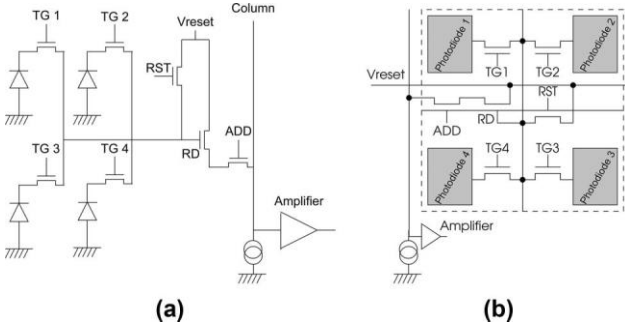 TG 1
TG 2
Vreset
Column
RST
ADD
RD
TG 3
TG 4
Amplifier
(a)
Photodiode 1
Photodiode 2
TG1
TG2
Vreset
RST
ADD
RD
TG4
TG3
Photodiode 4
Photodiode 3
Amplifier
(b)